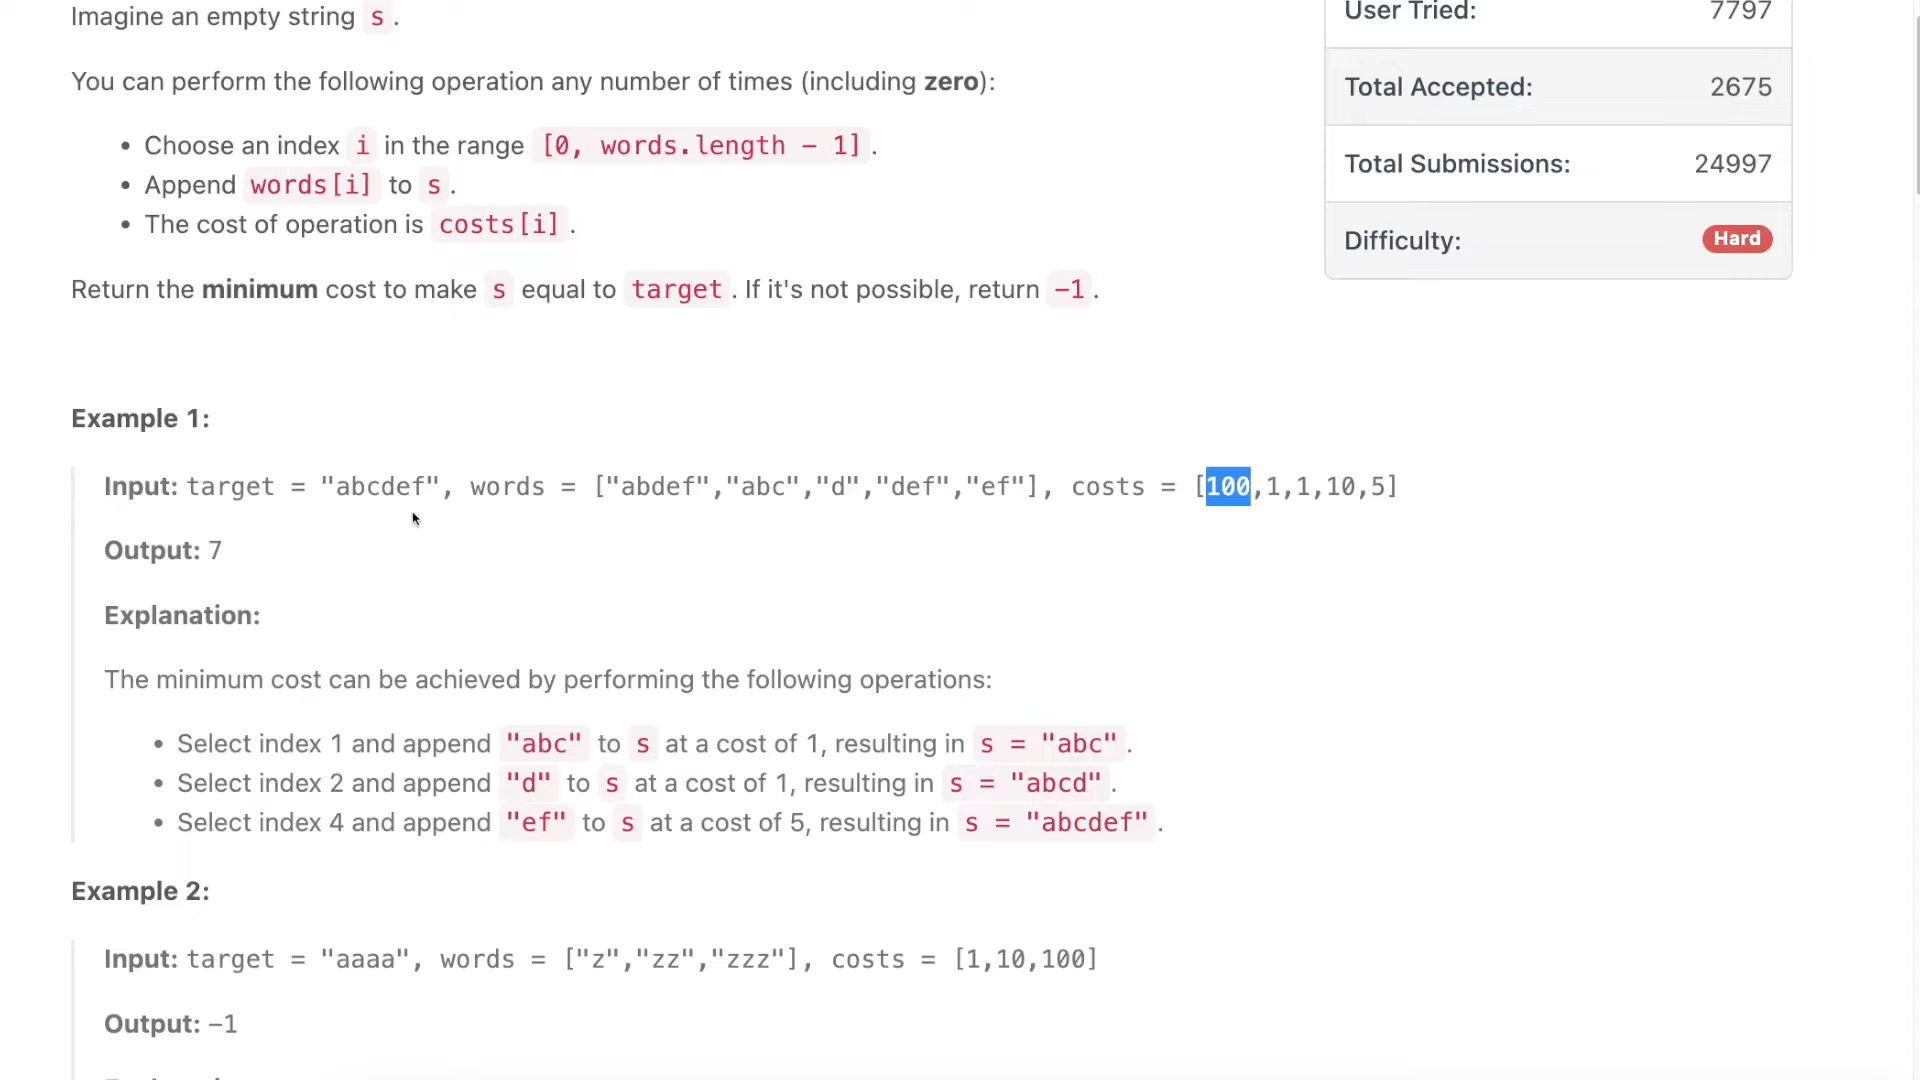 Imagine an empty string s .
User Tried: 7797
You can perform the following operation any number of times (including zero):
Total Accepted: 2675
• Choose an index i in the range [0, words.length - 1] .
• Append words[i] to s .
Total Submissions: 24997
• The cost of operation is costs[i] .
Difficulty: Hard
Return the minimum cost to make s equal to target . If it's not possible, return -1 .
Example 1:
Input: target = "abcdef", words = ["abdef","abc","d","def","ef"], costs = [100,1,1,10,5]
Output: 7
Explanation:
The minimum cost can be achieved by performing the following operations:
• Select index 1 and append "abc" to s at a cost of 1, resulting in s = "abc" .
• Select index 2 and append "d" to s at a cost of 1, resulting in s = "abcd" .
• Select index 4 and append "ef" to s at a cost of 5, resulting in s = "abcdef" .
Example 2:
Input: target = "aaaa", words = ["z","zz","zzz"], costs = [1,10,100]
Output: -1